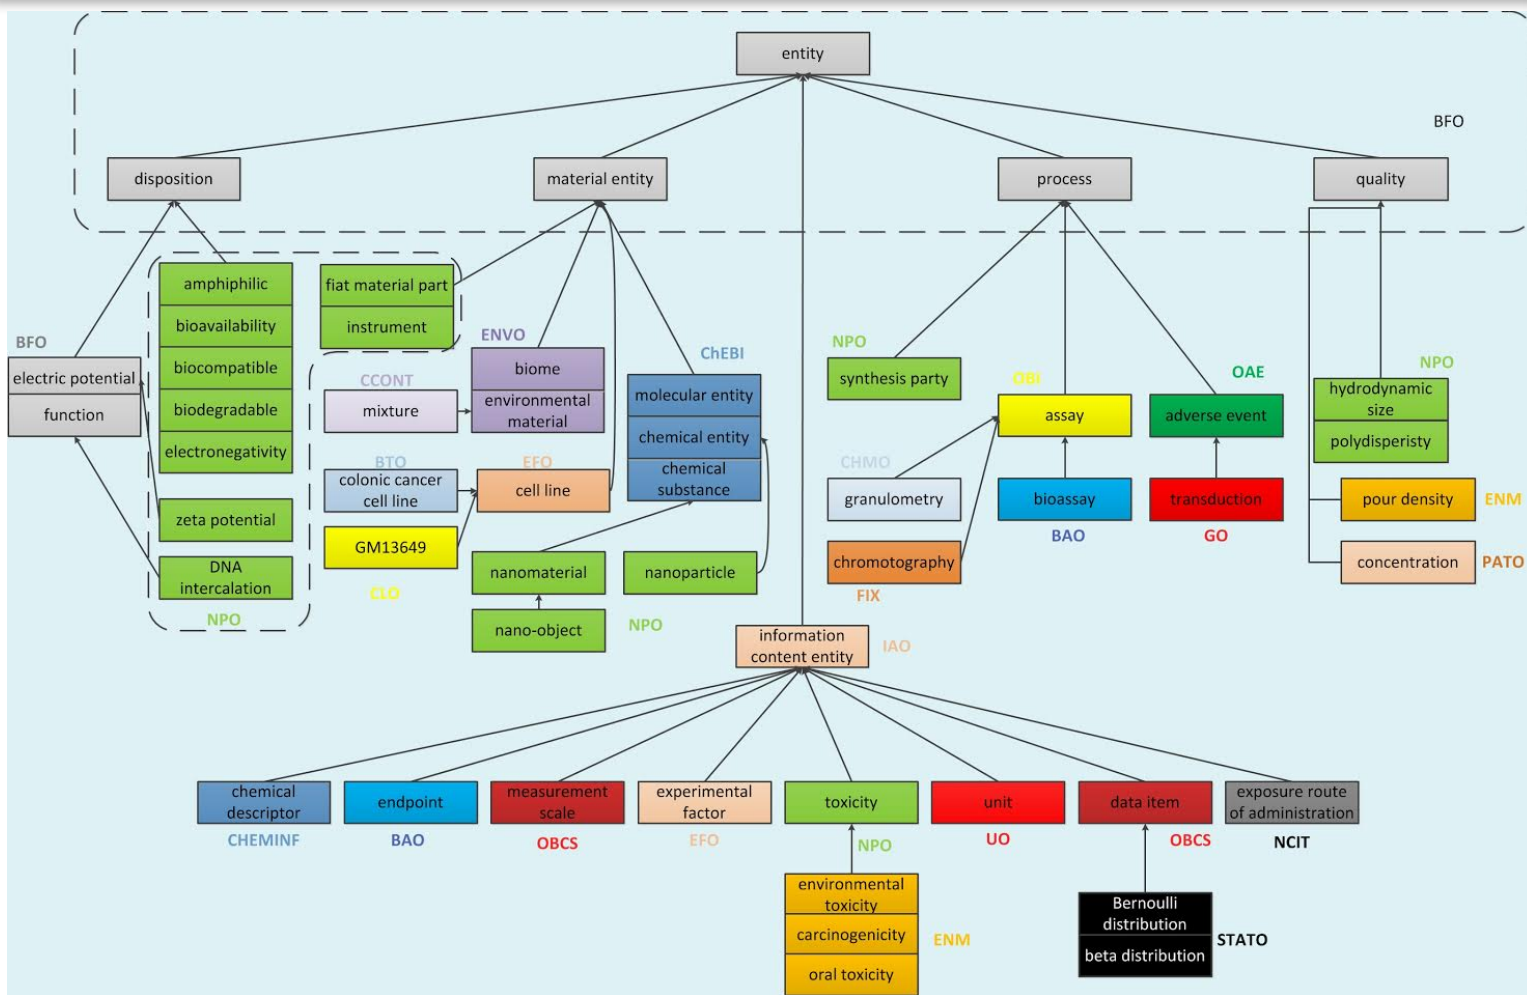 entity
BFO
disposition
material entity
process
quality
amphiphilic
bioavailability
biocompatible
biodegradable
electronegativity
fiat material part
instrument
BFO
electric potential
function
zeta potential
DNA
intercalation
NPO
ENVO
biome
environmental
material
CCONT
mixture
BTO
colonic cancer
cell line
EFO
cell line
GM13649
CLO
ChEBI
molecular entity
chemical entity
chemical
substance
nanomaterial
nanoparticle
nano-object
NPO
NPO
synthesis party
OBI
assay
OAE
adverse event
CHMO
granulometry
bioassay
BAO
transduction
GO
chromotography
FIX
NPO
hydrodynamic
size
polydisperisty
pour density
ENM
concentration
PATO
information
content entity
IAO
chemical
descriptor
CHEMINF
endpoint
BAO
measurement
scale
OBCS
experimental
factor
EFO
toxicity
NPO
unit
UO
data item
OBCS
exposure route
of administration
NCIT
environmental
toxicity
carcinogenicity
oral toxicity
ENM
Bernoulli
distribution
beta distribution
STATO